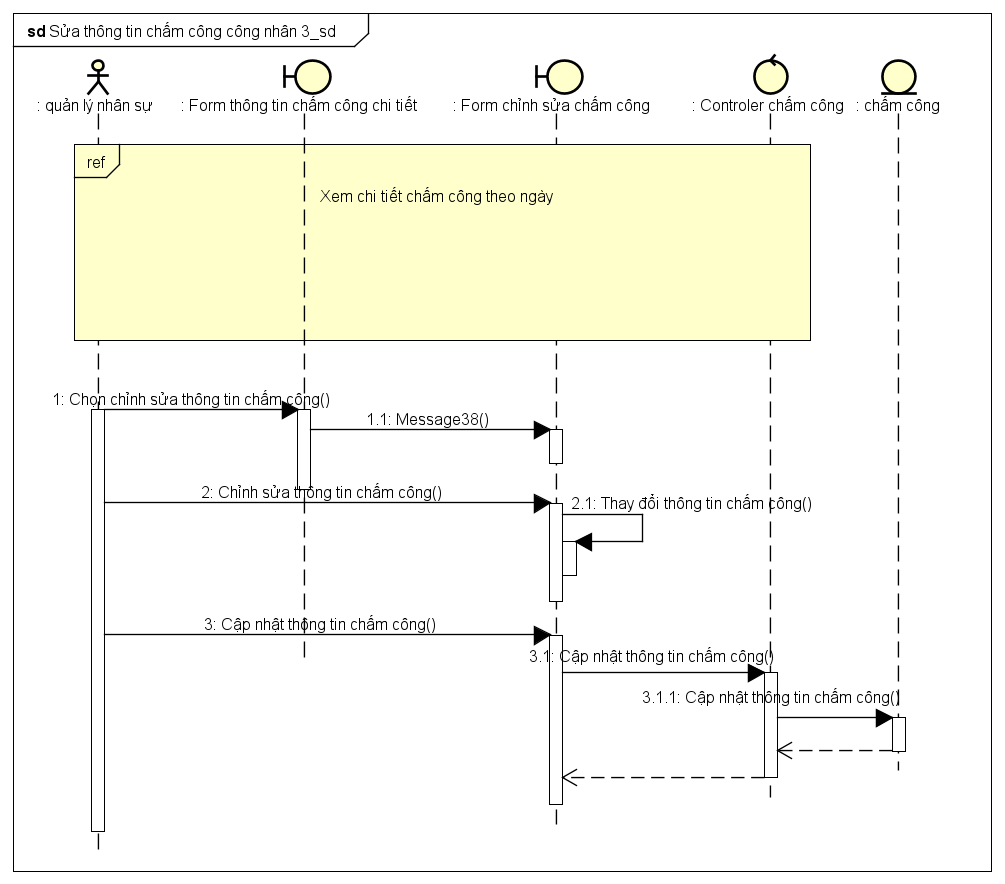 sd Sửa thông tin chấm công công nhân 3_sd
: quản lý nhân sự
: Form thông tin chấm công chi tiết
: Form chỉnh sửa chấm công
: Controler chấm công
: chấm công
ref
Xem chi tiết chấm công theo ngày
1: Chọn chỉnh sửa thông tin chấm công()
1.1: Message38()
2: Chỉnh sửa thông tin chấm công()
2.1: Thay đổi thông tin chấm công()
3: Cập nhật thông tin chấm công()
3.1: Cập nhật thông tin chấm công()
3.1.1: Cập nhật thông tin chấm công()